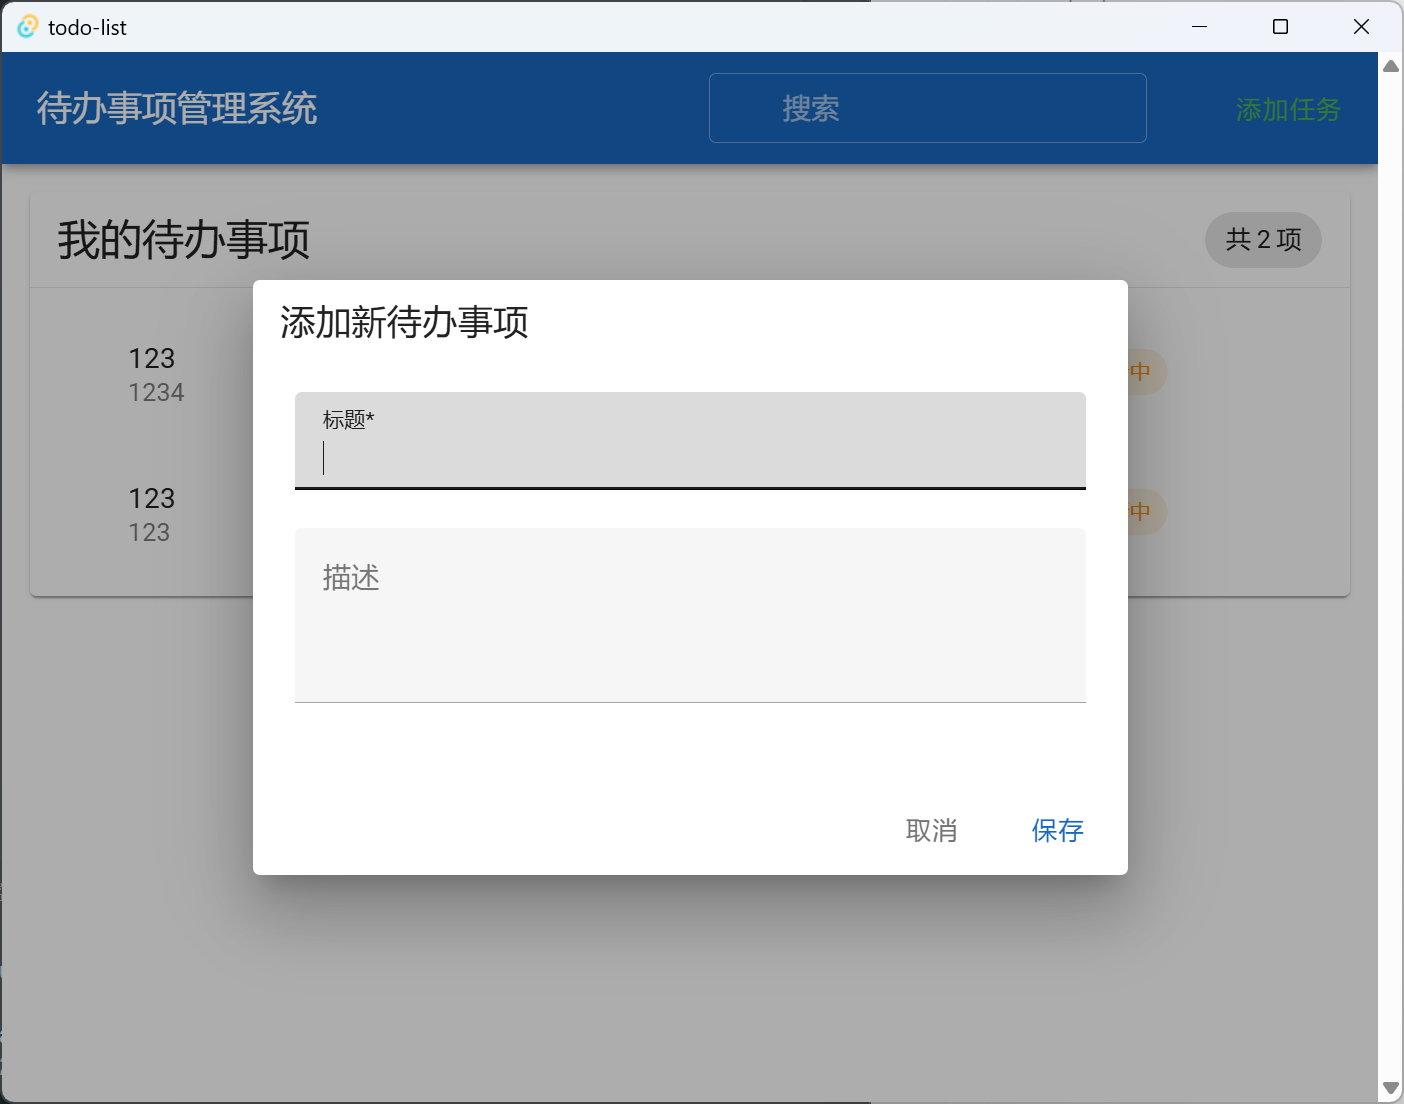 todo-list
待办事项管理系统
搜索
添加任务
我的待办事项
共 2 项
添加新待办事项
123
1234
中
标题*
123
123
中
描述
取消
保存